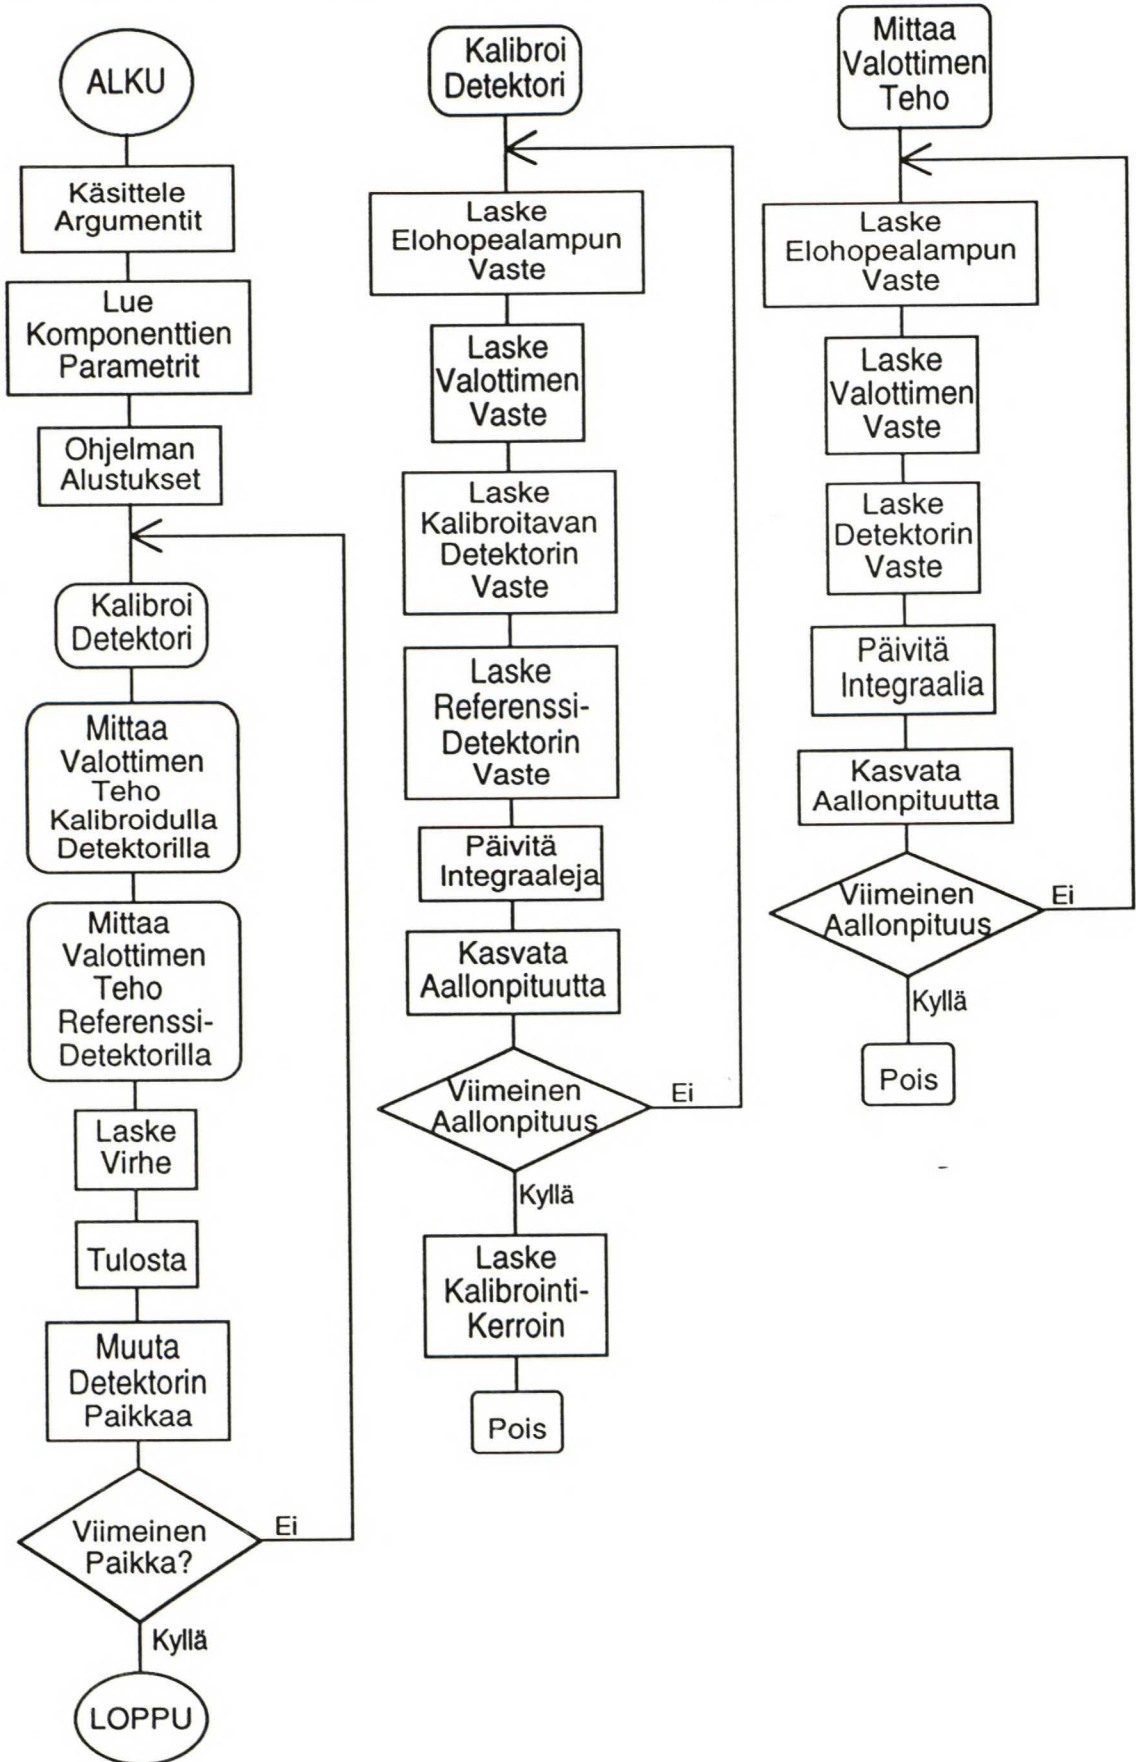 ALKU
Käsittele
Argumentit
Lue
Komponenttien
Parametrit
Ohjelman
Alustukset
Kalibroi
Detektori
Mittaa
Valottimen
Teho
Kalibroidulla
Detektorilla
Mittaa
Valottimen
Teho
Referenssi-
Detektorilla
Laske
Virhe
Tulosta
Muuta
Detektorin
Paikkaa
Viimeinen
Paikka?
Ei
Kyllä
LOPPU
Kalibroi
Detektori
Laske
Elohopealampun
Vaste
Laske
Valottimen
Vaste
Laske
Kalibroitavan
Detektorin
Vaste
Laske
Referenssi-
Detektorin
Vaste
Päivitä
Integraaleja
Kasvata
Aallonpituutta
Viimeinen
Aallonpituus
Ei
Kyllä
Laske
Kalibrointi-
Kerroin
Pois
Mittaa
Valottimen
Teho
Laske
Elohopealampun
Vaste
Laske
Valottimen
Vaste
Laske
Detektorin
Vaste
Päivitä
Integraalia
Kasvata
Aallonpituutta
Viimeinen
Aallonpituus
Ei
Kyllä
Pois